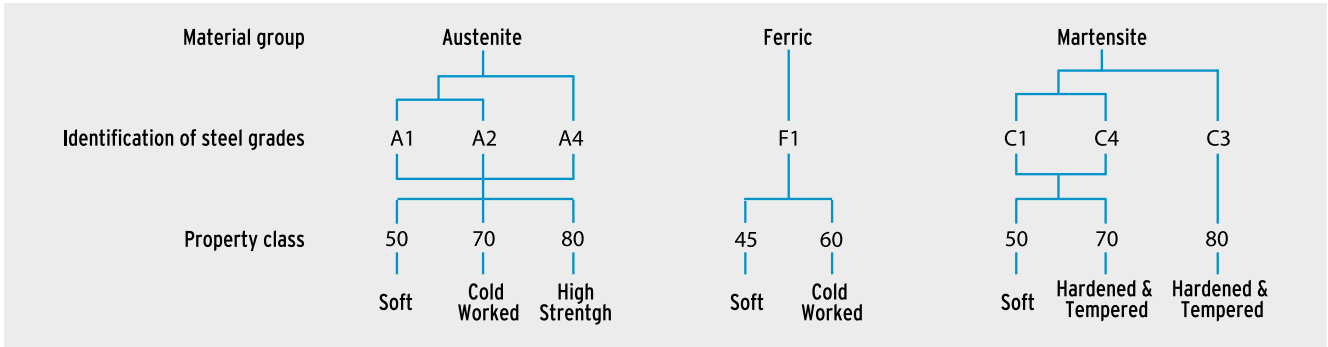 Material group Austenite Ferric Martensite
Identification of steel grades A1 A2 A4 F1 C1 C4 C3
Property class 50 70 80 45 60 50 70 80
Soft Cold Worked High Strentgh Soft Cold Worked Soft Hardened & Tempered Hardened & Tempered